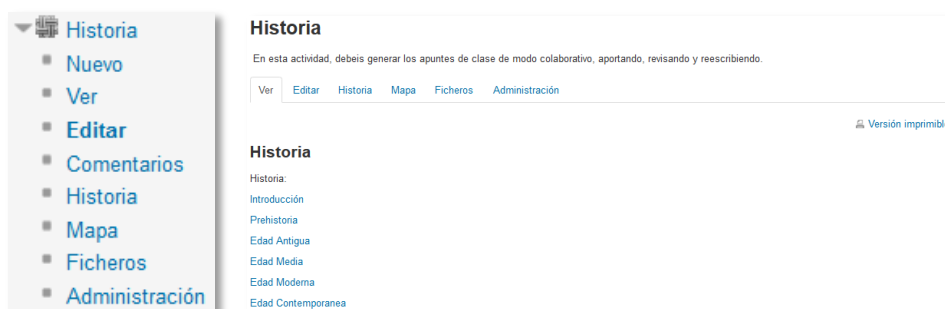 Historia
Nuevo
Ver
Editar
Comentarios
Historia
Mapa
Ficheros
Administración
Historia
En esta actividad, debeis generar los apuntes de clase de modo colaborativo, aportando, revisando y reescribiendo.
Ver Editar Historia Mapa Ficheros Administración
Versión imprimible
Historia
Historia:
Introducción
Prehistoria
Edad Antigua
Edad Media
Edad Moderna
Edad Contemporanea